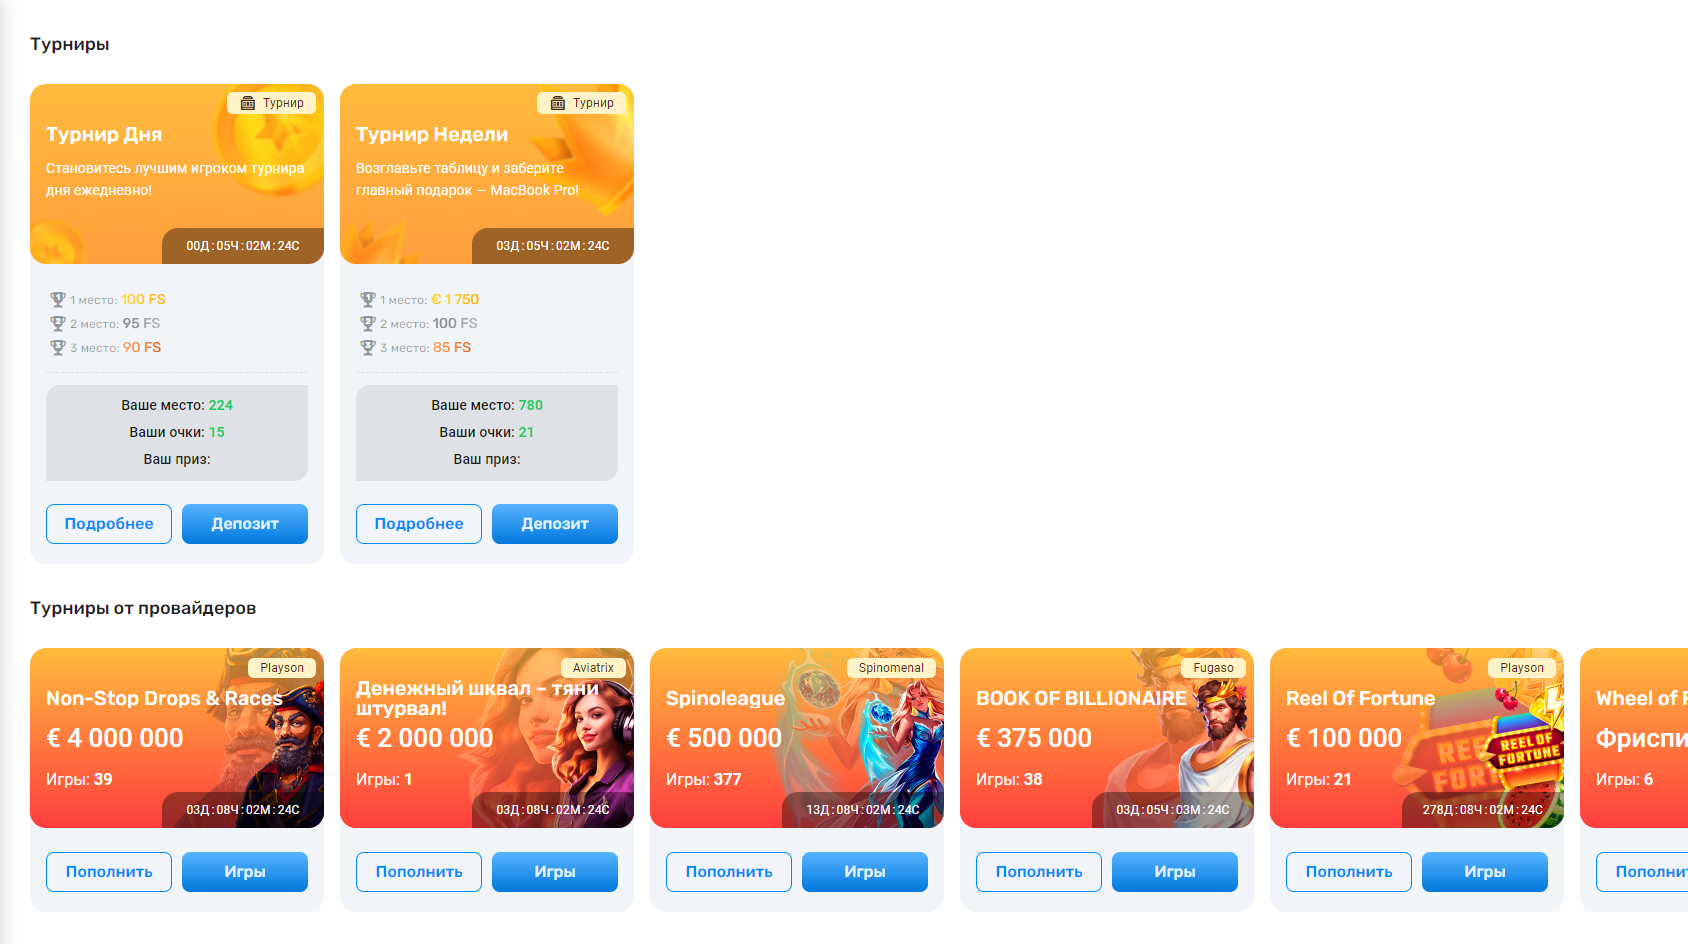 Турниры
Турнир
Турнир Дня
Становитесь лучшим игроком турнира
дня ежедневно!
00Д:05Ч:02М:24С
1 место: 100 FS
2 место: 95 FS
3 место: 90 FS
Ваше место: 224
Ваши очки: 15
Ваш приз:
Подробнее
Депозит
Турнир
Турнир Недели
Возглавьте таблицу и заберите
главный подарок — MacBook Pro!
03Д:05Ч:02М:24С
1 место: € 1 750
2 место: 100 FS
3 место: 85 FS
Ваше место: 780
Ваши очки: 21
Ваш приз:
Подробнее
Депозит
Турниры от провайдеров
Playson
Non-Stop Drops & Races
€ 4 000 000
Игры: 39
03Д:08Ч:02М:24С
Пополнить
Игры
Aviatrix
Денежный шквал – тяни
штурвал!
€ 2 000 000
Игры: 1
03Д:08Ч:02М:24С
Пополнить
Игры
Spinomenal
Spinoleague
€ 500 000
Игры: 377
13Д:08Ч:02М:24С
Пополнить
Игры
Fugaso
BOOK OF BILLIONAIRE
€ 375 000
Игры: 38
03Д:05Ч:03М:24С
Пополнить
Игры
Playson
Reel Of Fortune
€ 100 000
Игры: 21
REEL OF
FORTUNE
278Д:08Ч:02М:24С
Пополнить
Игры
Wheel of
Фриспи
Игры: 6
Пополнит